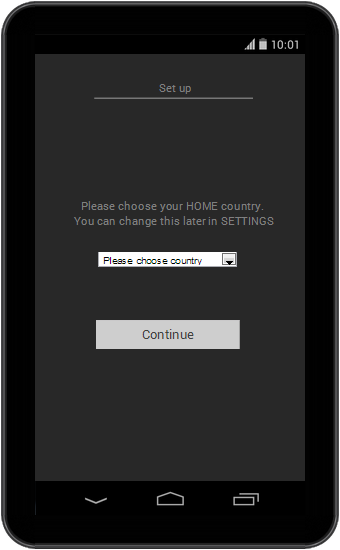 10:01
Set up
Please choose your HOME country.
You can change this later in SETTINGS
Please choose country
Continue